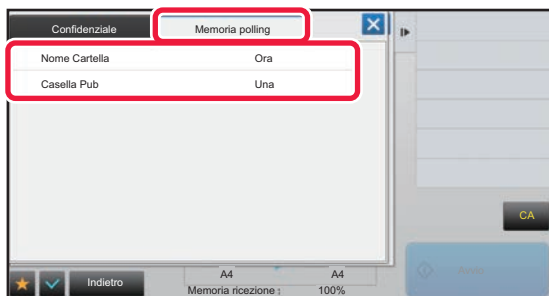 Confidenziale
Memoria polling
Nome Cartella Ora
Casella Pub Una
CA
A4 A4
Indietro
Memoria ricezione : 100%